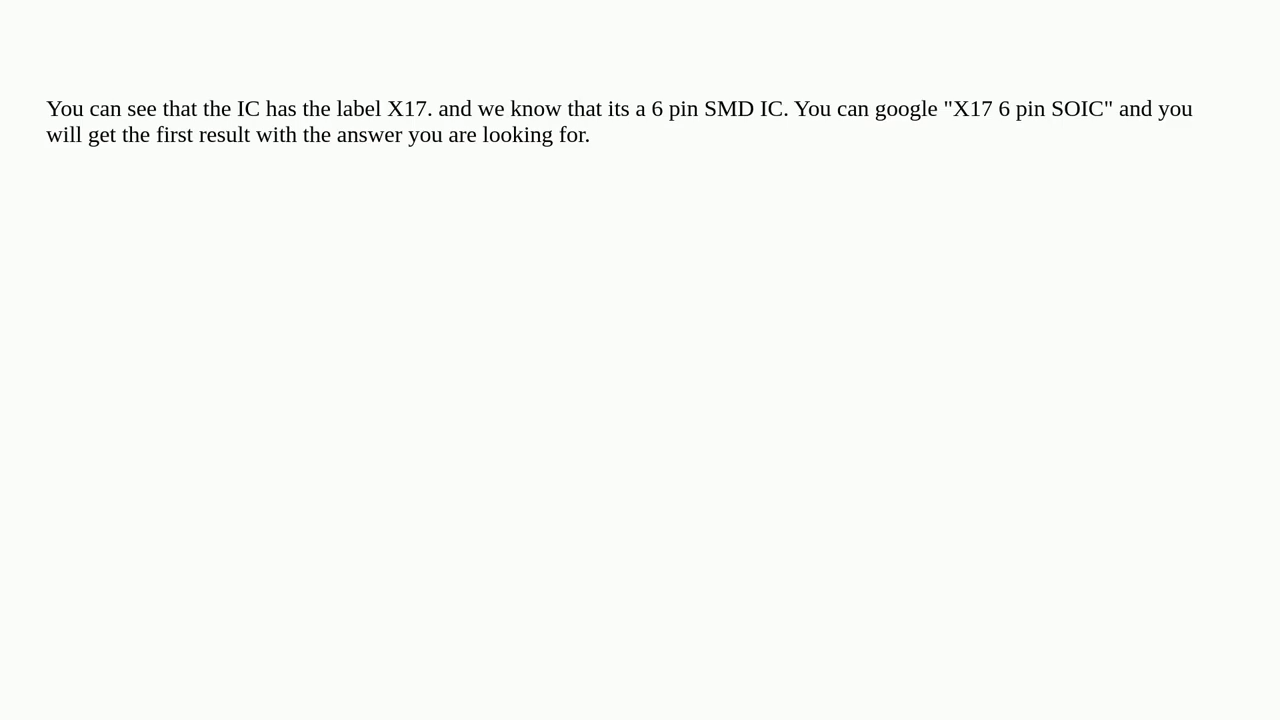 You can see that the IC has the label X17. and we know that its a 6 pin SMD IC. You can google "X17 6 pin SOIC" and you
will get the first result with the answer you are looking for.